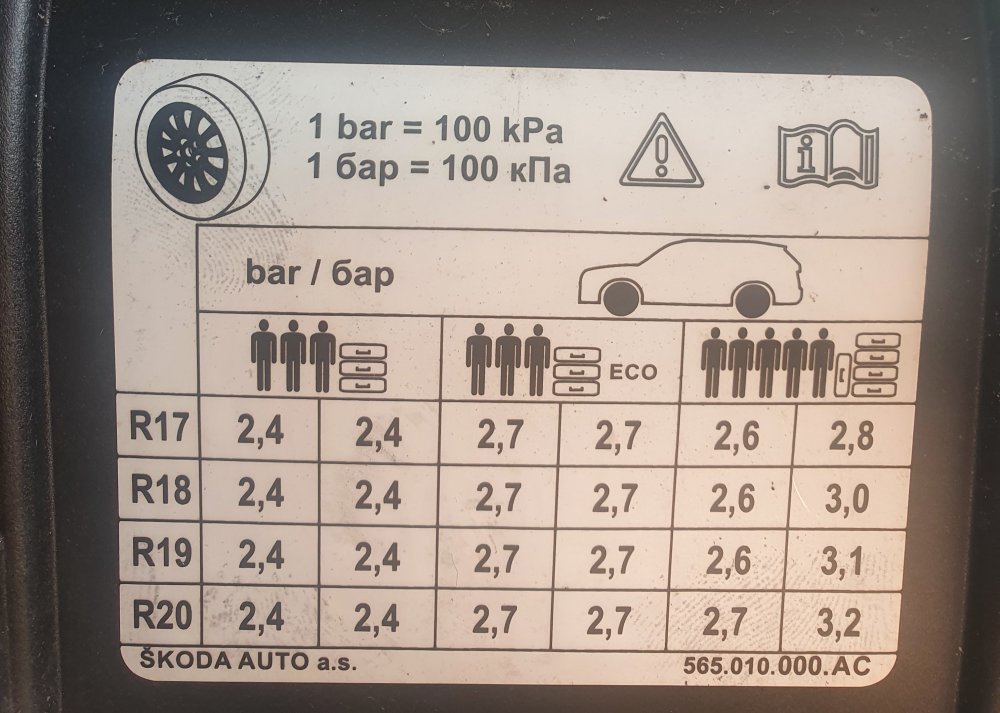 1 bar = 100 kPa
1 бар = 100 кПа
i
bar / бар
ECO
R17 2,4 2,4 2,7 2,7 2,6 2,8
R18 2,4 2,4 2,7 2,7 2,6 3,0
R19 2,4 2,4 2,7 2,7 2,6 3,1
R20 2,4 2,4 2,7 2,7 2,7 3,2
ŠKODA AUTO a.s. 565.010.000.AC